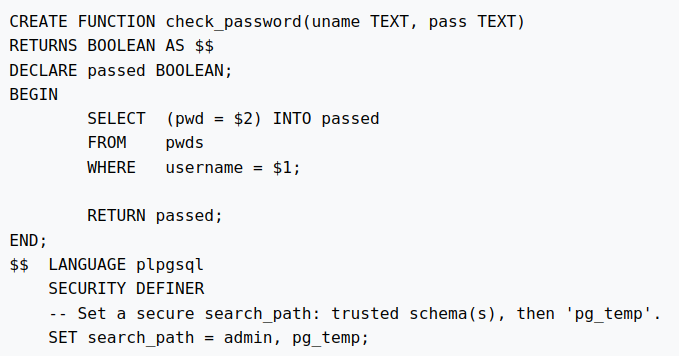 CREATE FUNCTION check_password(uname TEXT, pass TEXT)
RETURNS BOOLEAN AS $$
DECLARE passed BOOLEAN;
BEGIN
        SELECT  (pwd = $2) INTO passed
        FROM    pwds
        WHERE   username = $1;

        RETURN passed;
END;
$$  LANGUAGE plpgsql
    SECURITY DEFINER
    -- Set a secure search_path: trusted schema(s), then 'pg_temp'.
    SET search_path = admin, pg_temp;